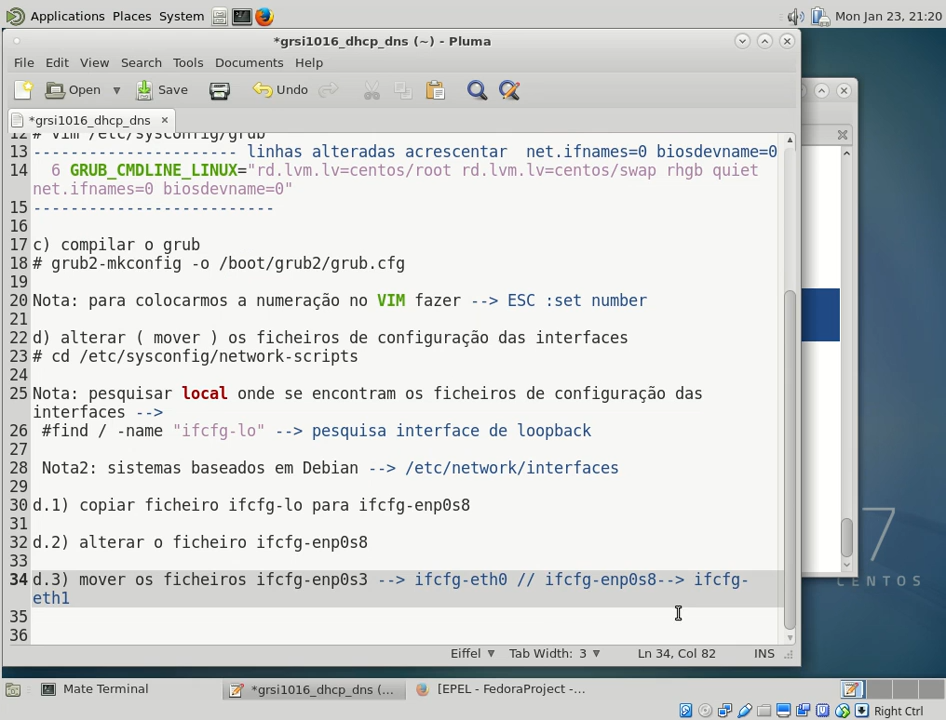 Applications Places System Mon Jan 23, 21:20
*grsi1016_dhcp_dns (~) - Pluma
File Edit View Search Tools Documents Help
Open Save Undo
*grsi1016_dhcp_dns
12 # vim /etc/sysconfig/grub
13 ---------------------- linhas alteradas acrescentar  net.ifnames=0 biosdevname=0
14   6 GRUB_CMDLINE_LINUX="rd.lvm.lv=centos/root rd.lvm.lv=centos/swap rhgb quiet
net.ifnames=0 biosdevname=0"
15 --------------------------
16
17 c) compilar o grub
18 # grub2-mkconfig -o /boot/grub2/grub.cfg
19
20 Nota: para colocarmos a numeração no VIM fazer --> ESC :set number
21
22 d) alterar ( mover ) os ficheiros de configuração das interfaces
23 # cd /etc/sysconfig/network-scripts
24
25 Nota: pesquisar local onde se encontram os ficheiros de configuração das
interfaces -->
26  #find / -name "ifcfg-lo" --> pesquisa interface de loopback
27
28  Nota2: sistemas baseados em Debian --> /etc/network/interfaces
29
30 d.1) copiar ficheiro ifcfg-lo para ifcfg-enp0s8
31
32 d.2) alterar o ficheiro ifcfg-enp0s8
33
34 d.3) mover os ficheiros ifcfg-enp0s3 --> ifcfg-eth0 // ifcfg-enp0s8--> ifcfg-
eth1
35
36
Eiffel Tab Width: 3 Ln 34, Col 82 INS
7
CENTOS
Mate Terminal *grsi1016_dhcp_dns (... [EPEL - FedoraProject -...
Right Ctrl